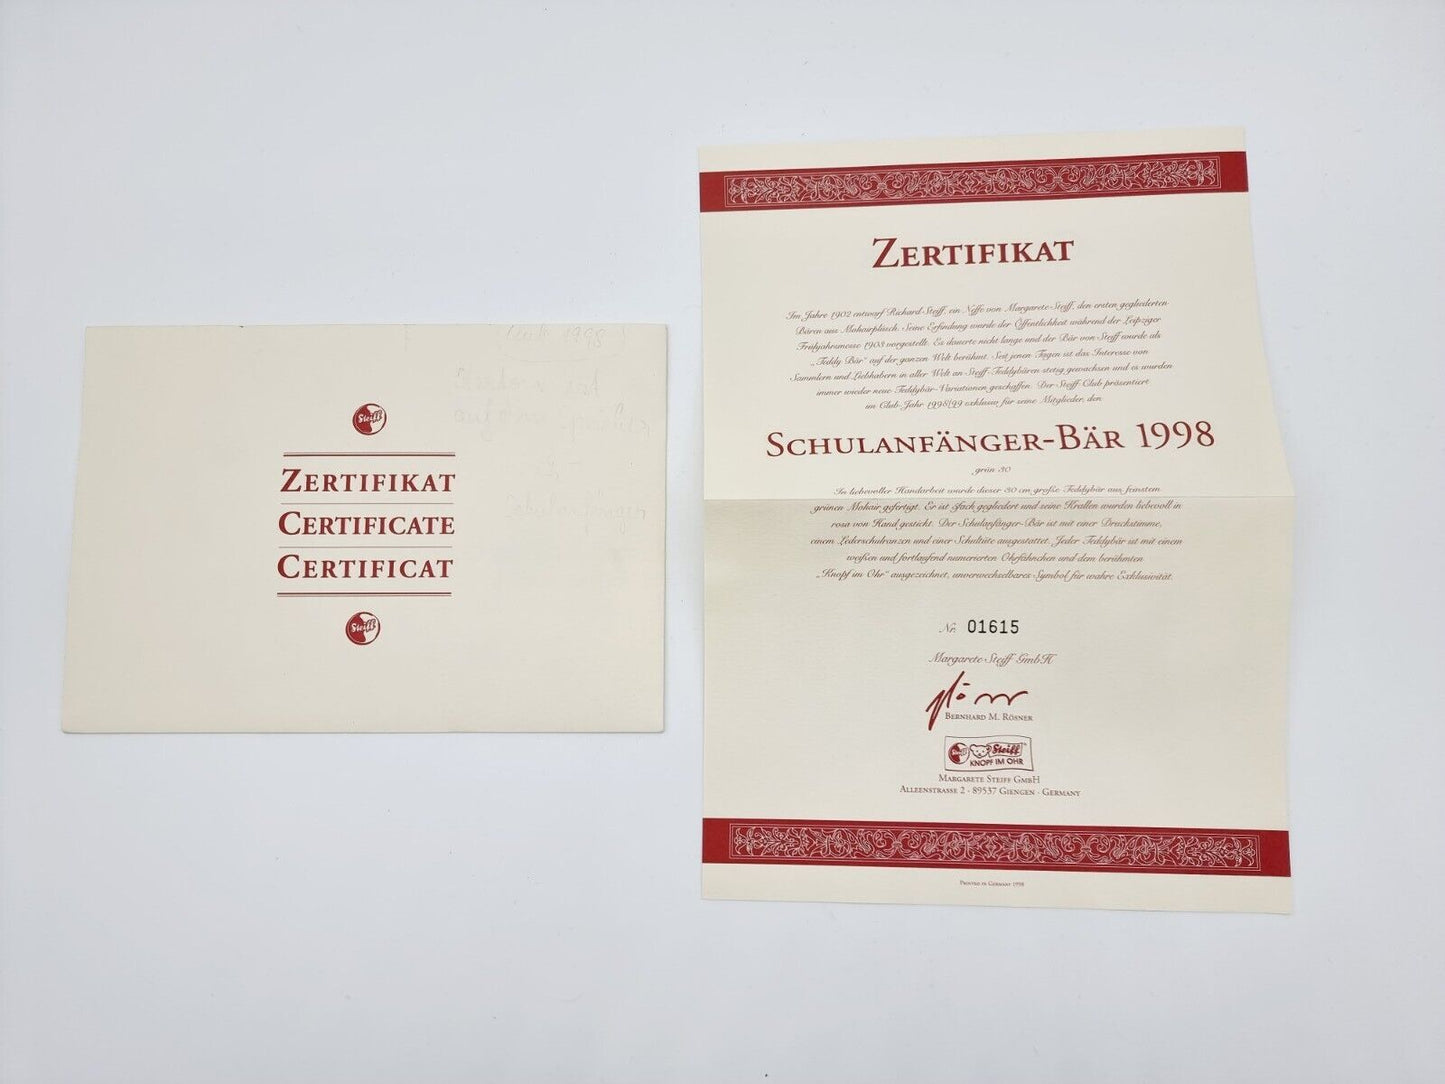 Club 1998
Steiff
ZERTIFIKAT
CERTIFICATE
CERTIFICAT
Steiff
ZERTIFIKAT
Im Jahre 1902 entwarf Richard Steiff, ein Neffe von Margarete Steiff, den ersten gegliederten
Bären aus Mohairplüsch. Seine Erfindung wurde der Öffentlichkeit während der Leipziger
Frühjahrsmesse 1903 vorgestellt. Es dauerte nicht lange und der Bär von Steiff wurde als
„Teddy Bär“ auf der ganzen Welt berühmt. Seit jenen Tagen ist das Interesse von
Sammlern und Liebhabern in aller Welt an Steiff-Teddybären stetig gewachsen und es wurden
immer wieder neue Teddybär-Variationen geschaffen. Der Steiff Club präsentiert
im Club-Jahr 1998/99 exklusiv für seine Mitglieder, den
SCHULANFÄNGER-BÄR 1998
grün 30
In liebevoller Handarbeit wurde dieser 30 cm große Teddybär aus feinstem
grünen Mohair gefertigt. Er ist 5fach gegliedert und seine Krallen wurden liebevoll in
rosa von Hand gestickt. Der Schulanfänger-Bär ist mit einer Druckstimme,
einem Lederschulranzen und einer Schultüte ausgestattet. Jeder Teddybär ist mit einem
weißen und fortlaufend numerierten Ohrfähnchen und dem berühmten
„Knopf im Ohr“ ausgezeichnet, unverwechselbares Symbol für wahre Exklusivität.
Nr. 01615
Margarete Steiff GmbH
BERNHARD M. RÖSNER
Steiff Steiff
KNOPF IM OHR
MARGARETE STEIFF GMBH
ALLEENSTRASSE 2 · 89537 GIENGEN · GERMANY
PRINTED IN GERMANY 1998